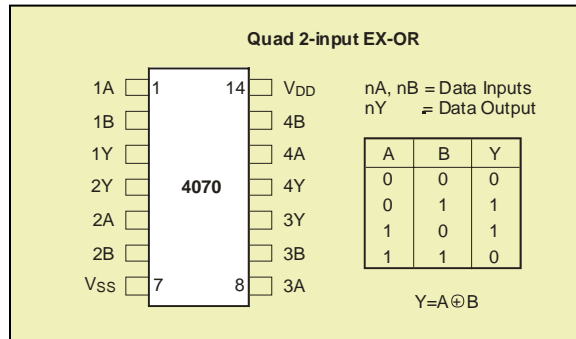 Quad 2-input EX-OR
1A 1 14 VDD
1B 4B
1Y 4A
2Y 4070 4Y
2A 3Y
2B 3B
VSS 7 8 3A
nA, nB = Data Inputs
nY = Data Output
A B Y
0 0 0
0 1 1
1 0 1
1 1 0
Y=A⊕B